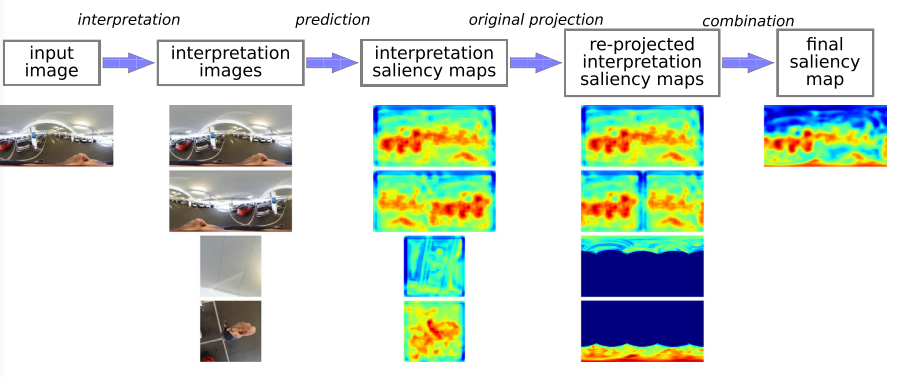 interpretation
prediction
original projection
combination
input
image
interpretation
images
interpretation
saliency maps
re-projected
interpretation
saliency maps
final
saliency
map